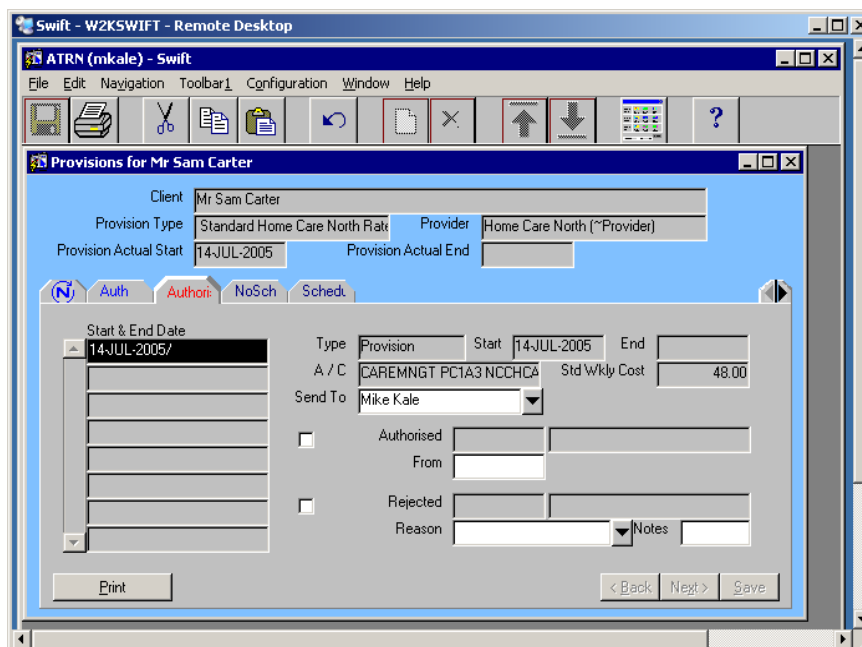 Swift - W2KSWIFT - Remote Desktop
ATRN (mkale) - Swift
File Edit Navigation Toolbar1 Configuration Window Help
Provisions for Mr Sam Carter
Client Mr Sam Carter
Provision Type Standard Home Care North Rate Provider Home Care North (~Provider)
Provision Actual Start 14-JUL-2005 Provision Actual End
N Auth Authoris NoSch Schedu
Start & End Date
14-JUL-2005/
Type Provision Start 14-JUL-2005 End
A / C CAREMNGT PC1A3 NCCHCA Std Wkly Cost 48.00
Send To Mike Kale
Authorised
From
Rejected
Reason Notes
Print < Back Next > Save